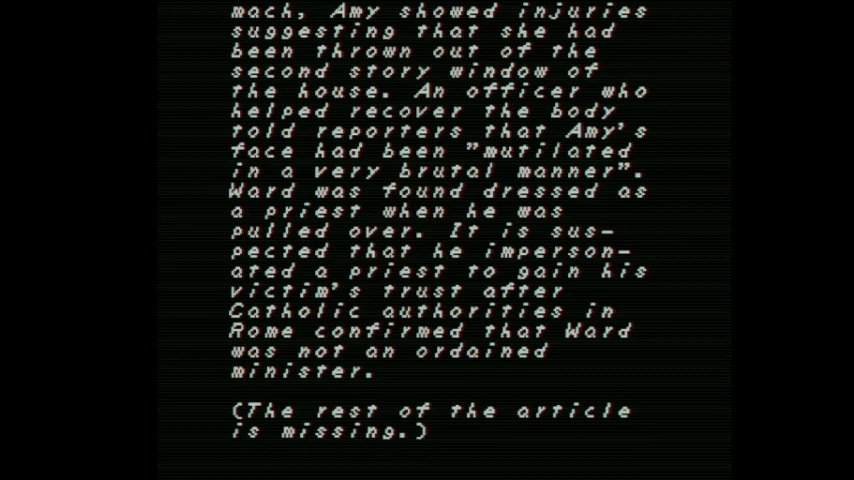 mach, Amy showed injuries
suggesting that she had
been thrown out of the
second story window of
the house. An officer who
helped recover the body
told reporters that Amy's
face had been "mutilated
in a very brutal manner".
Ward was found dressed as
a priest when he was
pulled over. It is sus-
pected that he imperson-
ated a priest to gain his
victim's trust after
Catholic authorities in
Rome confirmed that Ward
was not an ordained
minister.
(The rest of the article
is missing.)